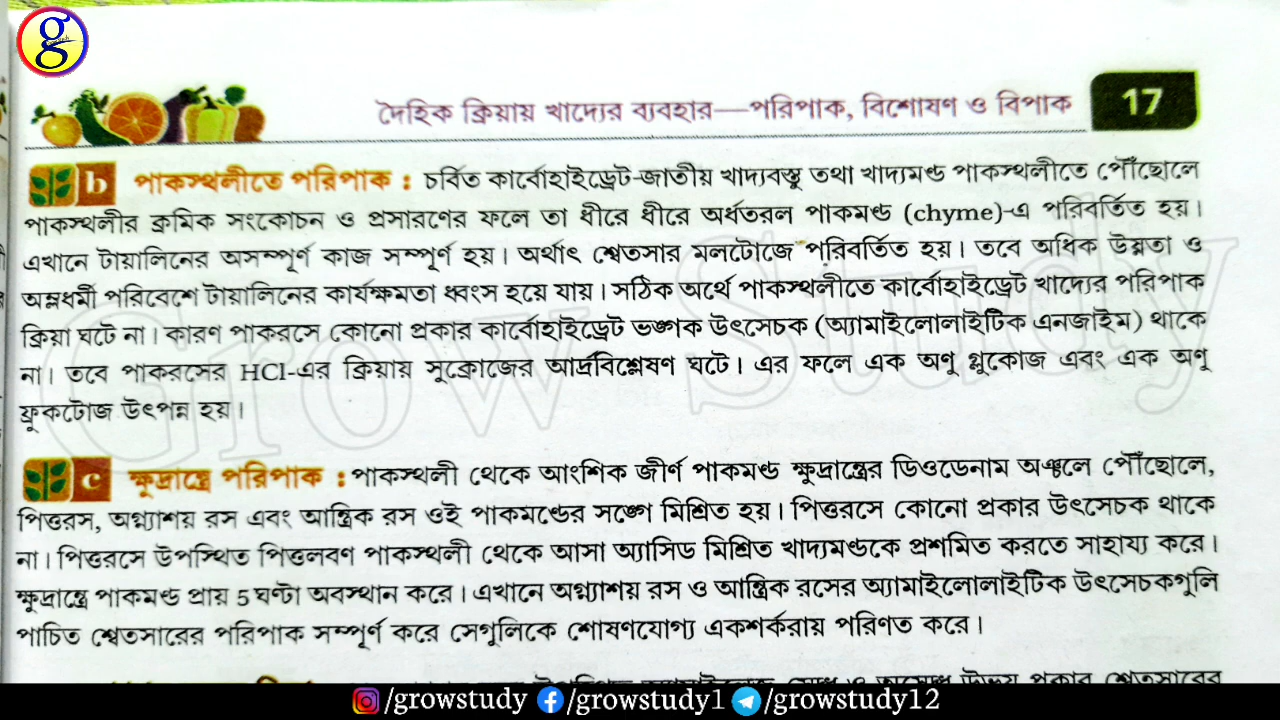 দৈহিক ক্রিয়ায় খাদ্যের ব্যবহার—পরিপাক, বিশোষণ ও বিপাক 17
b পাকস্থলীতে পরিপাক : চর্বিত কার্বোহাইড্রেট-জাতীয় খাদ্যবস্তু তথা খাদ্যমণ্ড পাকস্থলীতে পৌঁছোলে
পাকস্থলীর ক্রমিক সংকোচন ও প্রসারণের ফলে তা ধীরে ধীরে অর্ধতরল পাকমণ্ড (chyme)-এ পরিবর্তিত হয়।
এখানে টায়ালিনের অসম্পূর্ণ কাজ সম্পূর্ণ হয়। অর্থাৎ শ্বেতসার মলটোজে পরিবর্তিত হয়। তবে অধিক উষ্ণতা ও
অম্লধর্মী পরিবেশে টায়ালিনের কার্যক্ষমতা ধ্বংস হয়ে যায়। সঠিক অর্থে পাকস্থলীতে কার্বোহাইড্রেট খাদ্যের পরিপাক
ক্রিয়া ঘটে না। কারণ পাকরসে কোনো প্রকার কার্বোহাইড্রেট ভঙ্গক উৎসেচক (অ্যামাইলোলাইটিক এনজাইম) থাকে
না। তবে পাকরসের HCl-এর ক্রিয়ায় সুক্রোজের আর্দ্রবিশ্লেষণ ঘটে। এর ফলে এক অণু গ্লুকোজ এবং এক অণু
ফ্রুকটোজ উৎপন্ন হয়।
c ক্ষুদ্রান্ত্রে পরিপাক : পাকস্থলী থেকে আংশিক জীর্ণ পাকমণ্ড ক্ষুদ্রান্ত্রের ডিওডেনাম অঞ্চলে পৌঁছোলে,
পিত্তরস, অগ্ন্যাশয় রস এবং আন্ত্রিক রস ওই পাকমণ্ডের সঙ্গে মিশ্রিত হয়। পিত্তরসে কোনো প্রকার উৎসেচক থাকে
না। পিত্তরসে উপস্থিত পিত্তলবণ পাকস্থলী থেকে আসা অ্যাসিড মিশ্রিত খাদ্যমণ্ডকে প্রশমিত করতে সাহায্য করে।
ক্ষুদ্রান্ত্রে পাকমণ্ড প্রায় 5 ঘণ্টা অবস্থান করে। এখানে অগ্ন্যাশয় রস ও আন্ত্রিক রসের অ্যামাইলোলাইটিক উৎসেচকগুলি
পাচিত শ্বেতসারের পরিপাক সম্পূর্ণ করে সেগুলিকে শোষণযোগ্য একশর্করায় পরিণত করে।
Grow Study
/growstudy /growstudy1 /growstudy12